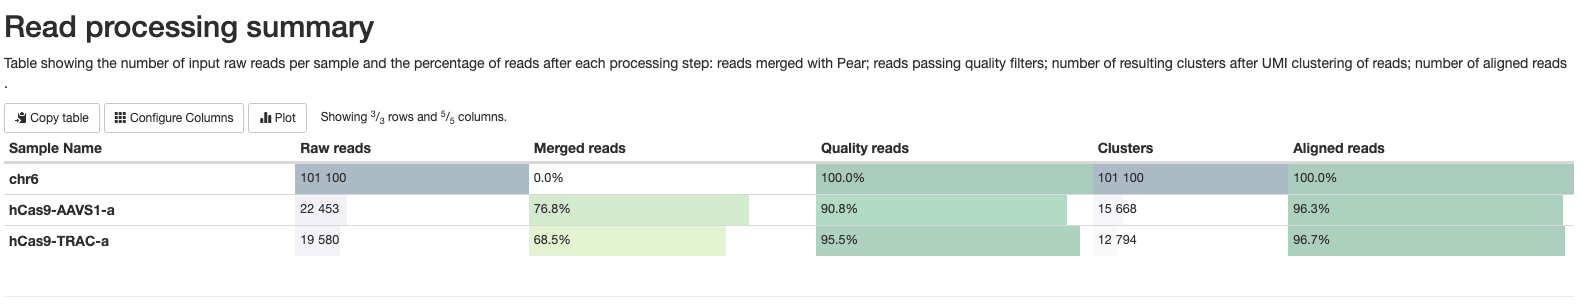 Read processing summary
Table showing the number of input raw reads per sample and the percentage of reads after each processing step: reads merged with Pear; reads passing quality filters; number of resulting clusters after UMI clustering of reads; number of aligned reads
.
Copy table Configure Columns Plot Showing 3/3 rows and 5/5 columns.
Sample Name Raw reads Merged reads Quality reads Clusters Aligned reads
chr6 101 100 0.0% 100.0% 101 100 100.0%
hCas9-AAVS1-a 22 453 76.8% 90.8% 15 668 96.3%
hCas9-TRAC-a 19 580 68.5% 95.5% 12 794 96.7%